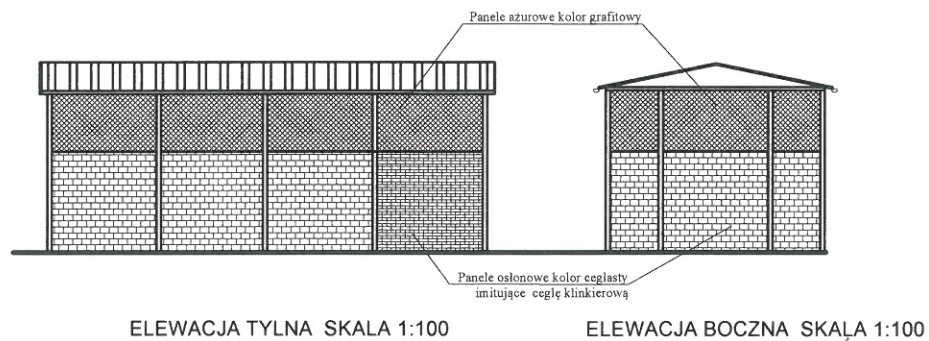 Panele ażurowe kolor grafitowy
Panele osłonowe kolor ceglasty
imitujące cegłę klinkierową
ELEWACJA TYLNA SKALA 1:100
ELEWACJA BOCZNA SKALA 1:100